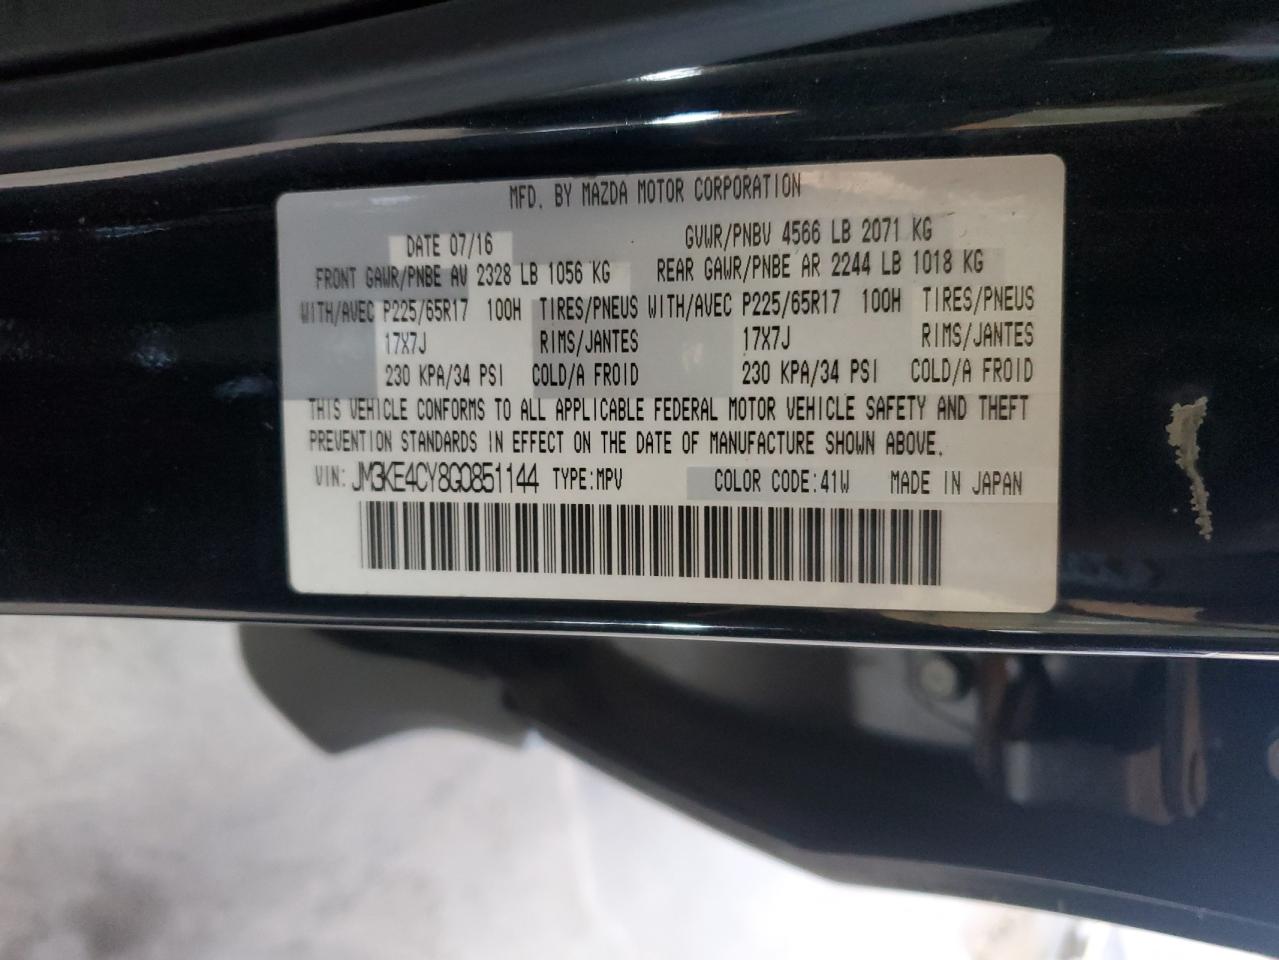 MFD. BY MAZDA MOTOR CORPORATION
DATE 07/16 GVWR/PNBV 4566 LB 2071 KG
FRONT GAWR/PNBE AV 2328 LB 1056 KG REAR GAWR/PNBE AR 2244 LB 1018 KG
WITH/AVEC P225/65R17 100H TIRES/PNEUS WITH/AVEC P225/65R17 100H TIRES/PNEUS
17X7J RIMS/JANTES 17X7J RIMS/JANTES
230 KPA/34 PSI COLD/A FROID 230 KPA/34 PSI COLD/A FROID
THIS VEHICLE CONFORMS TO ALL APPLICABLE FEDERAL MOTOR VEHICLE SAFETY AND THEFT
PREVENTION STANDARDS IN EFFECT ON THE DATE OF MANUFACTURE SHOWN ABOVE.
VIN: JM3KE4CY8G0851144 TYPE:MPV COLOR CODE:41W MADE IN JAPAN